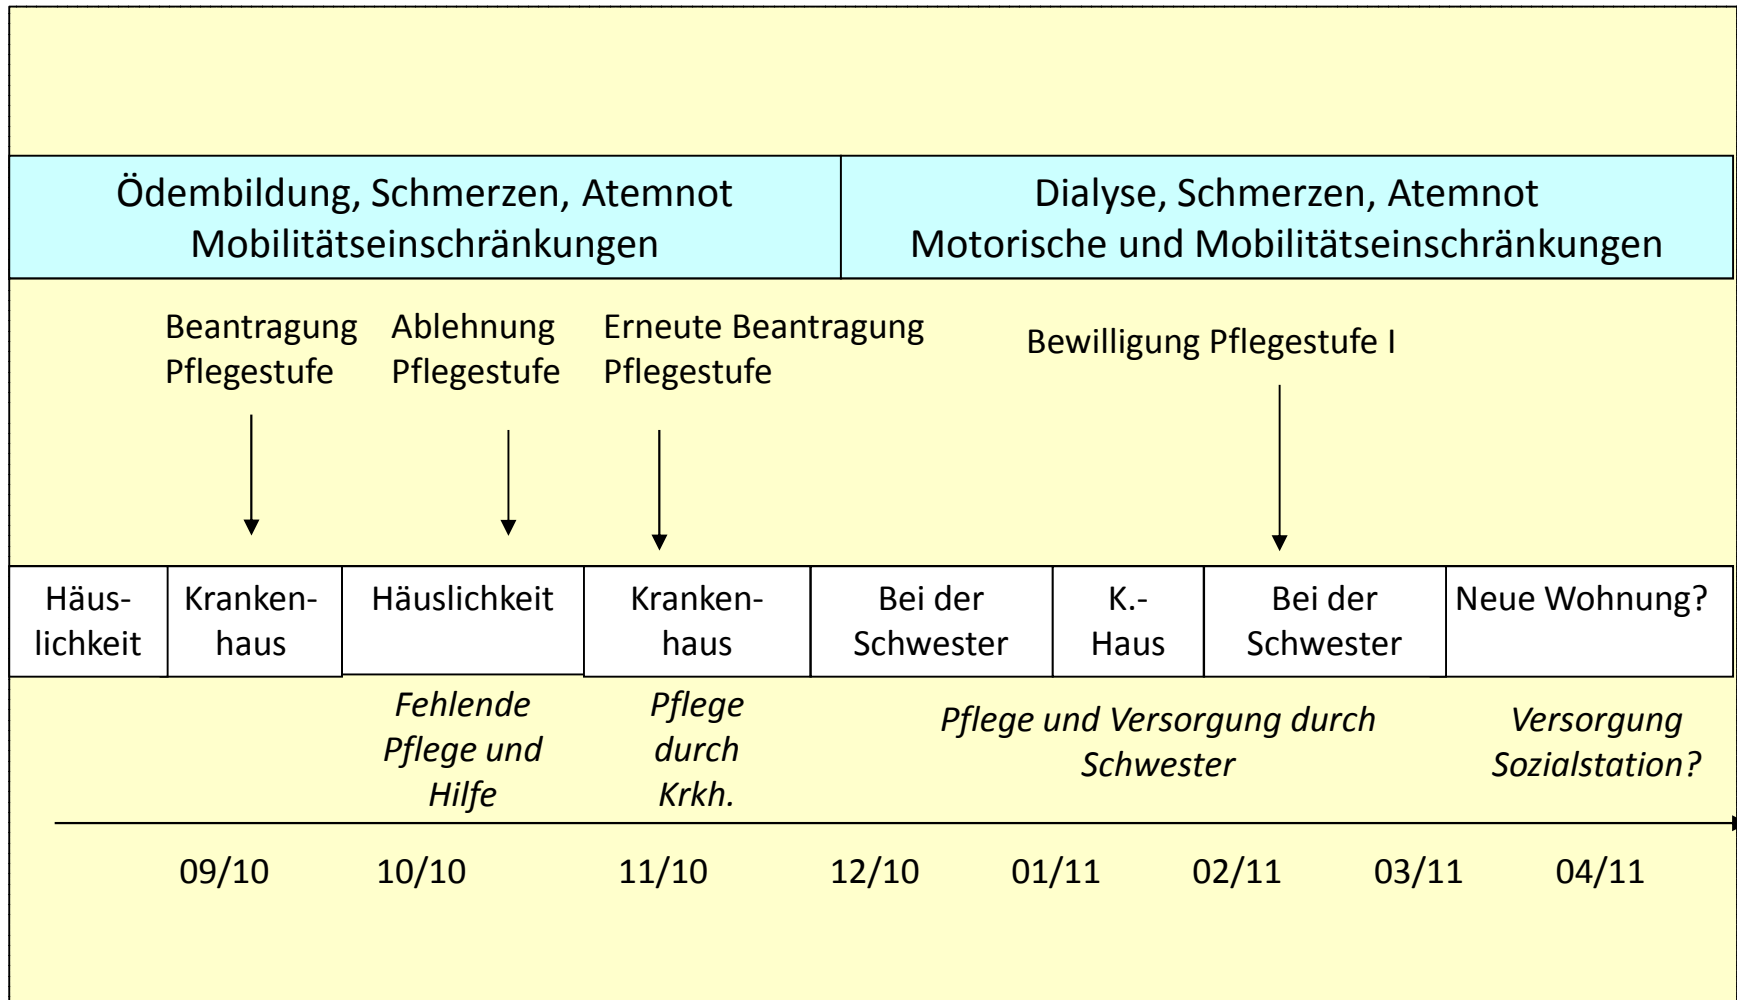 Ödembildung, Schmerzen, Atemnot
Mobilitätseinschränkungen
Dialyse, Schmerzen, Atemnot
Motorische und Mobilitätseinschränkungen
Beantragung
Pflegestufe
Ablehnung
Pflegestufe
Erneute Beantragung
Pflegestufe
Bewilligung Pflegestufe I
Häus-
lichkeit
Kranken-
haus
Häuslichkeit
Kranken-
haus
Bei der
Schwester
K.-
Haus
Bei der
Schwester
Neue Wohnung?
Fehlende
Pflege und
Hilfe
Pflege
durch
Krkh.
Pflege und Versorgung durch
Schwester
Versorgung
Sozialstation?
09/10 10/10 11/10 12/10 01/11 02/11 03/11 04/11